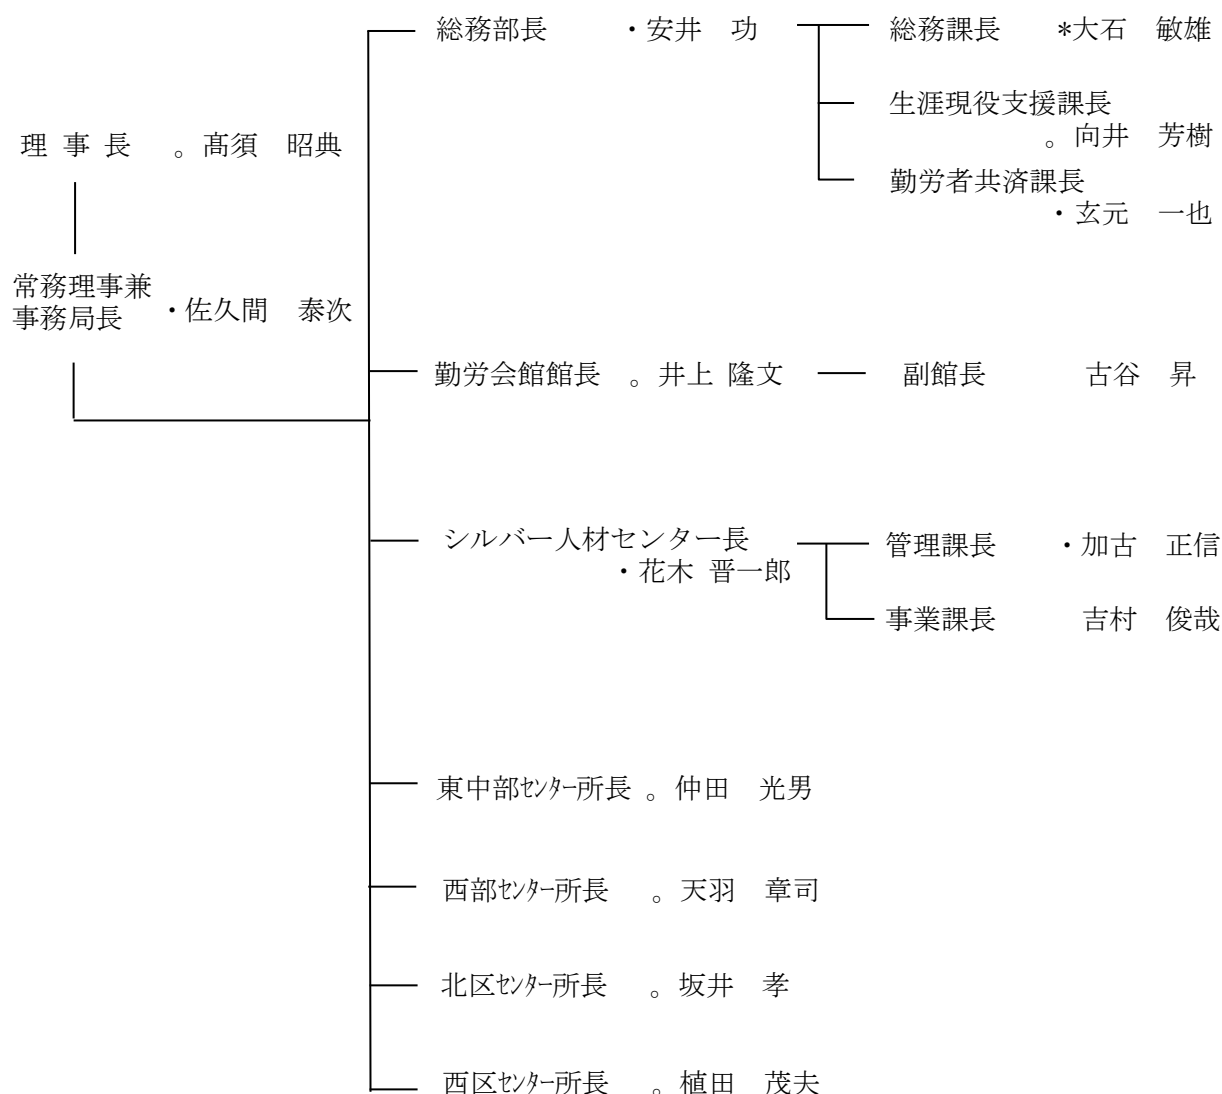 総務部長 ・安井 功 総務課長 *大石 敏雄
生涯現役支援課長
。向井 芳樹
理 事 長 。髙須 昭典
勤労者共済課長
・玄元 一也
常務理事兼
事務局長 ・佐久間 泰次
勤労会館館長 。井上 隆文 副館長 古谷 昇
シルバー人材センター長
・花木 晋一郎
管理課長 ・加古 正信
事業課長 吉村 俊哉
東中部ｾﾝﾀｰ所長 。仲田 光男
西部ｾﾝﾀｰ所長 。天羽 章司
北区ｾﾝﾀｰ所長 。坂井 孝
西区ｾﾝﾀｰ所長 。植田 茂夫